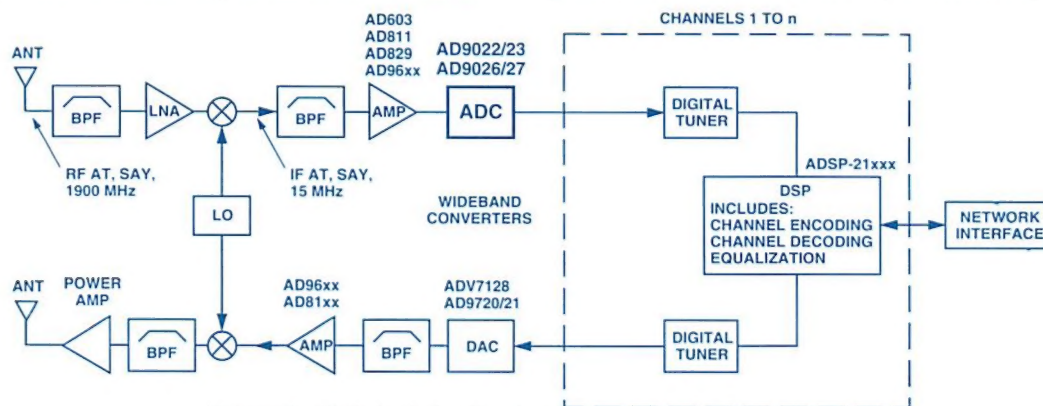 CHANNELS 1 TO n
AD603
AD811
AD829
AD96xx
AD9022/23
AD9026/27
ANT
BPF
LNA
BPF
AMP
ADC
DIGITAL
TUNER
RF AT, SAY,
1900 MHz
IF AT, SAY,
15 MHz
LO
WIDEBAND
CONVERTERS
ADSP-21xxx
DSP
INCLUDES:
CHANNEL ENCODING
CHANNEL DECODING
EQUALIZATION
NETWORK
INTERFACE
ANT
POWER
AMP
BPF
AD96xx
AD81xx
AMP
BPF
ADV7128
AD9720/21
DAC
DIGITAL
TUNER